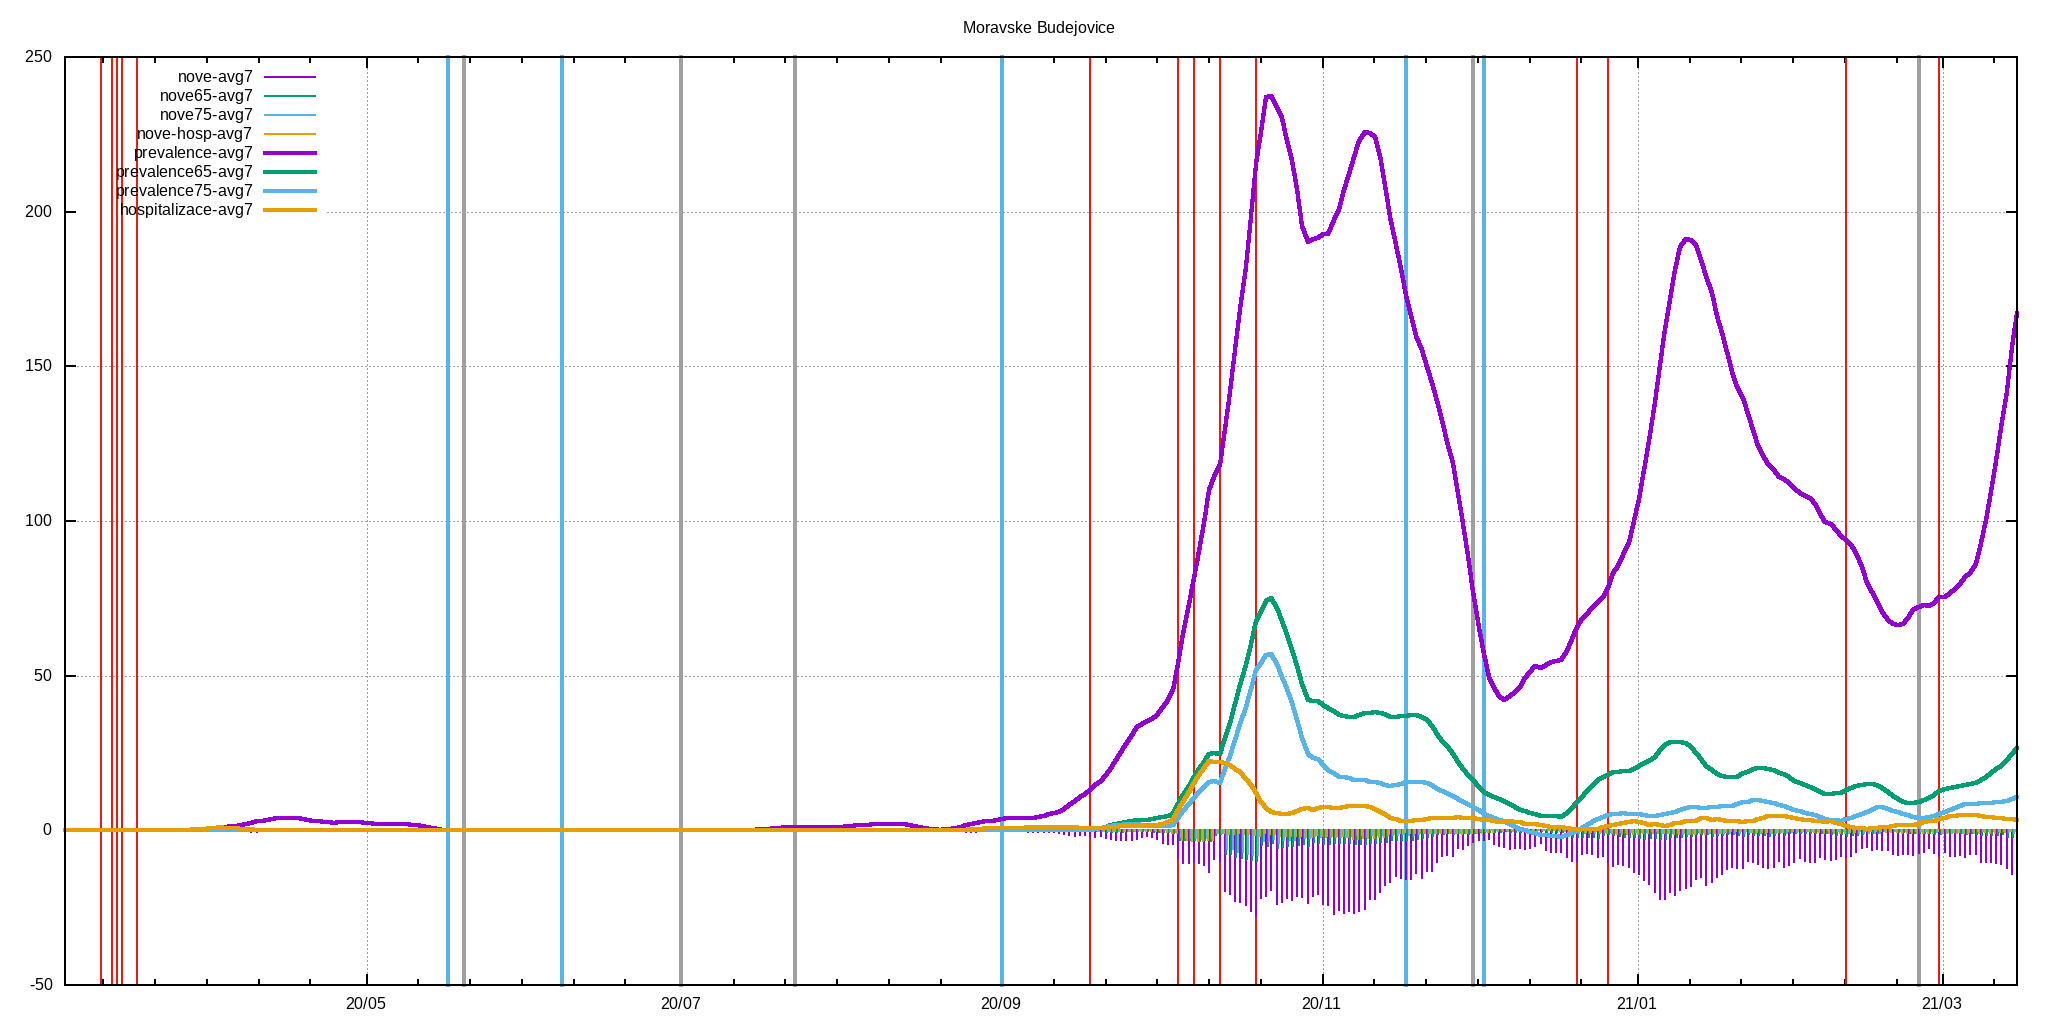 Moravske Budejovice
250
nove-avg7
nove65-avg7
nove75-avg7
nove-hosp-avg7
prevalence-avg7
prevalence65-avg7
prevalence75-avg7
hospitalizace-avg7
200
150
100
50
0
-50
20/05 20/07 20/09 20/11 21/01 21/03